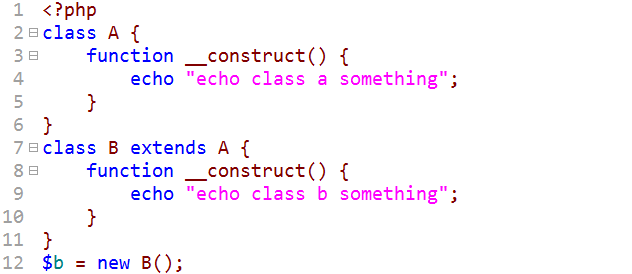 1 <?php
2 class A {
3     function __construct() {
4         echo "echo class a something";
5     }
6 }
7 class B extends A {
8     function __construct() {
9         echo "echo class b something";
10     }
11 }
12 $b = new B();